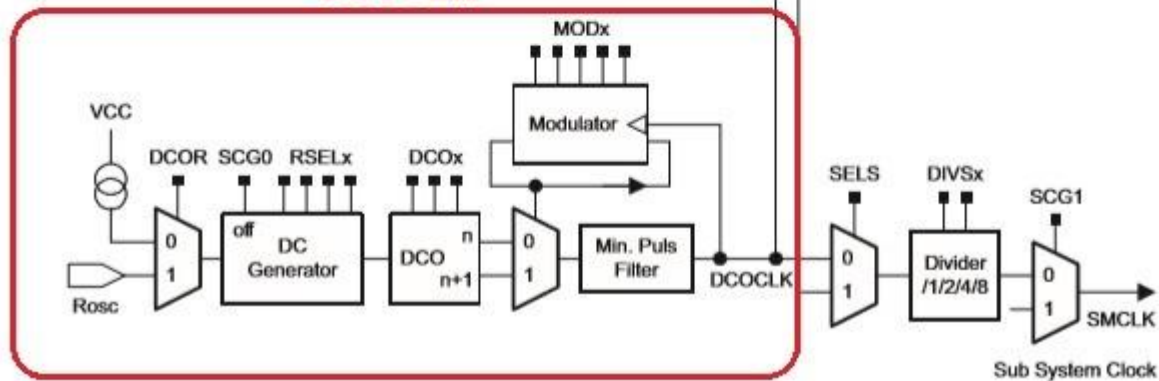 MODx
Modulator
VCC
DCOR SCG0 RSELx DCOx
SELS DIVSx
SCG1
0
1
Rosc
off
DC
Generator
DCO
n
n+1
0
1
Min. Puls
Filter
DCOCLK
0
1
Divider
/1/2/4/8
0
1
SMCLK
Sub System Clock